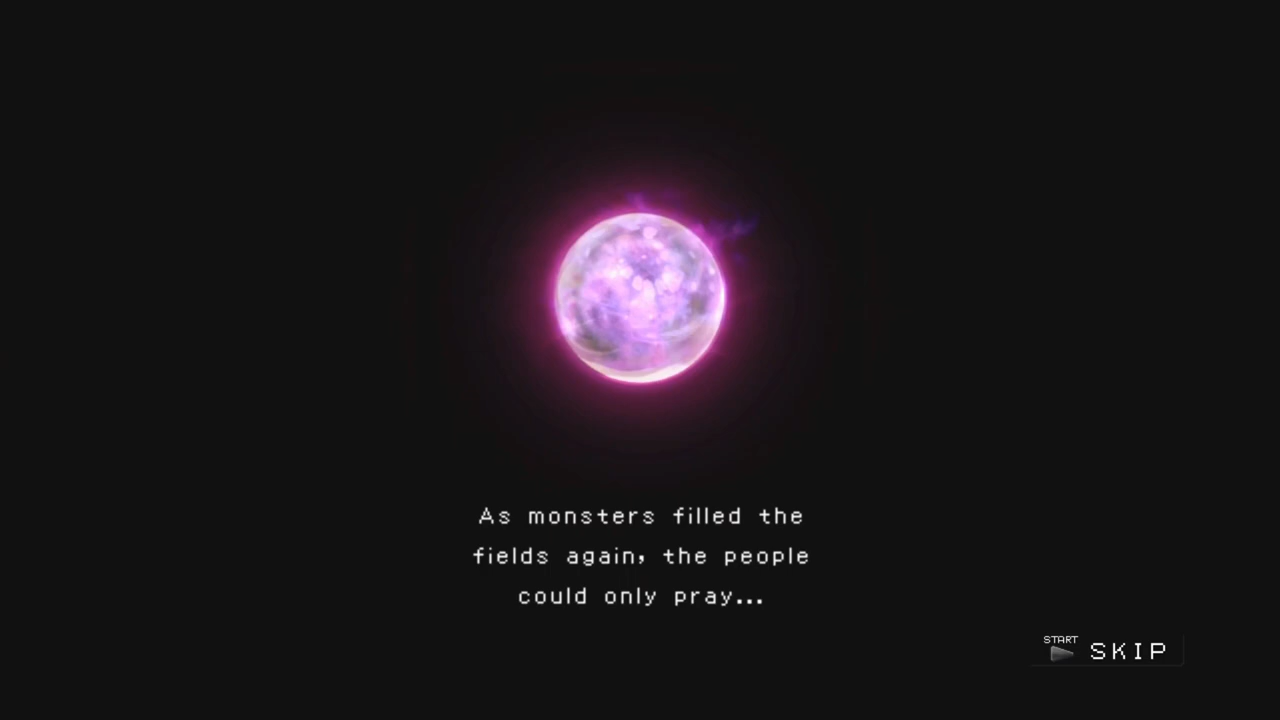 As monsters filled the
fields again, the people
could only pray...
START
SKIP